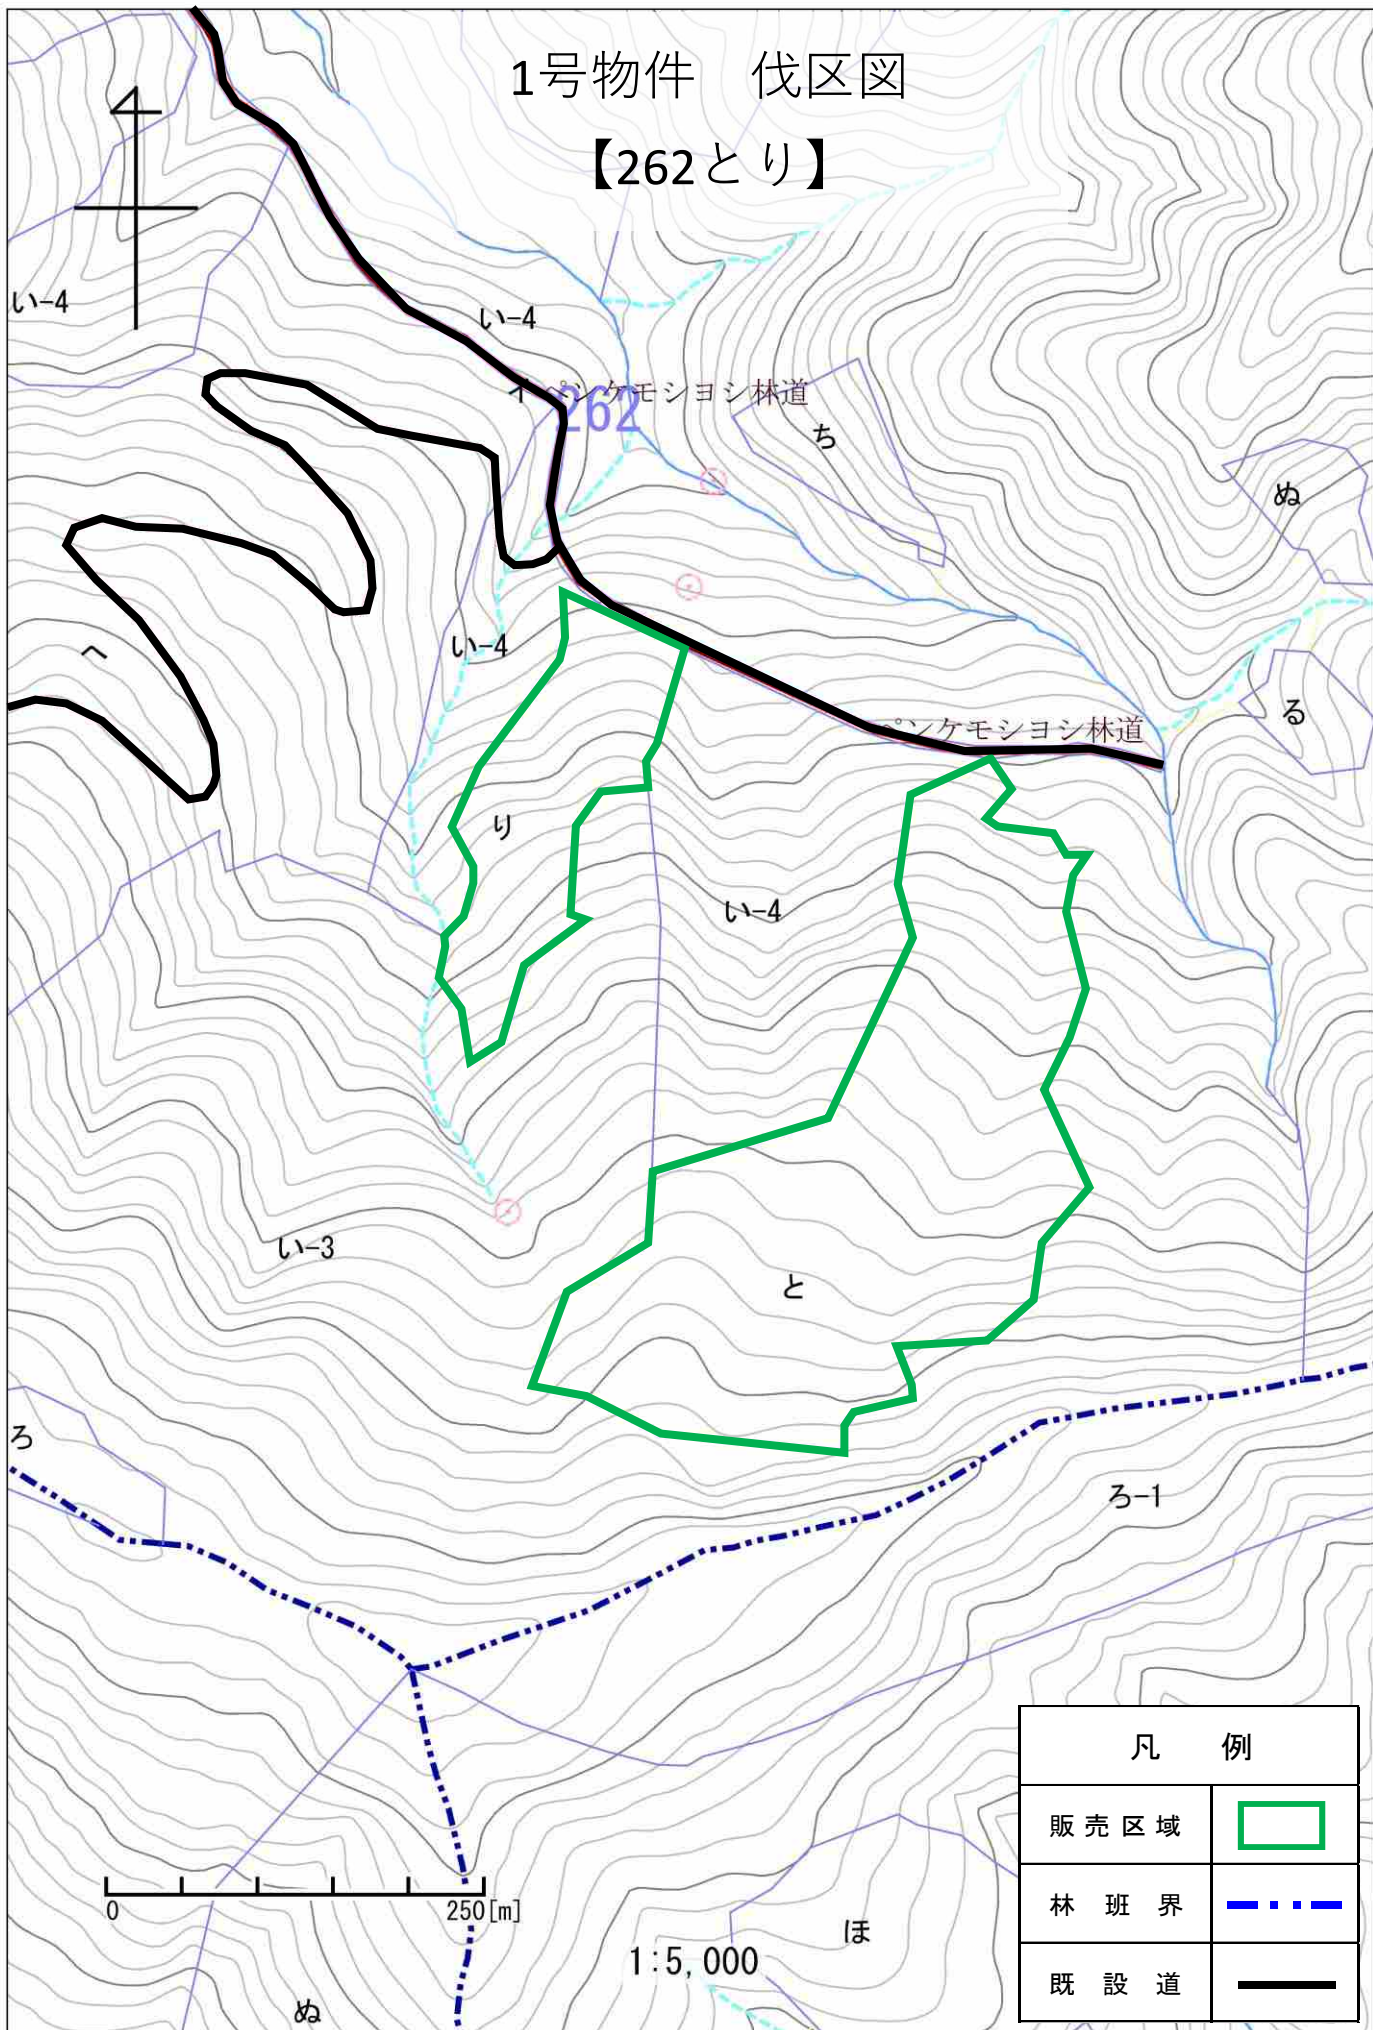 1号物件　伐区図
【262とり】
い-4
い-4
ペンケモシヨシ林道
262
ち
ぬ
い-4
へ
る
ペンケモシヨシ林道
り
い-4
い-3
と
ろ
ろ-1
凡　例
販売区域
林班界
既設道
0 250[m]
1:5,000
ほ
ぬ